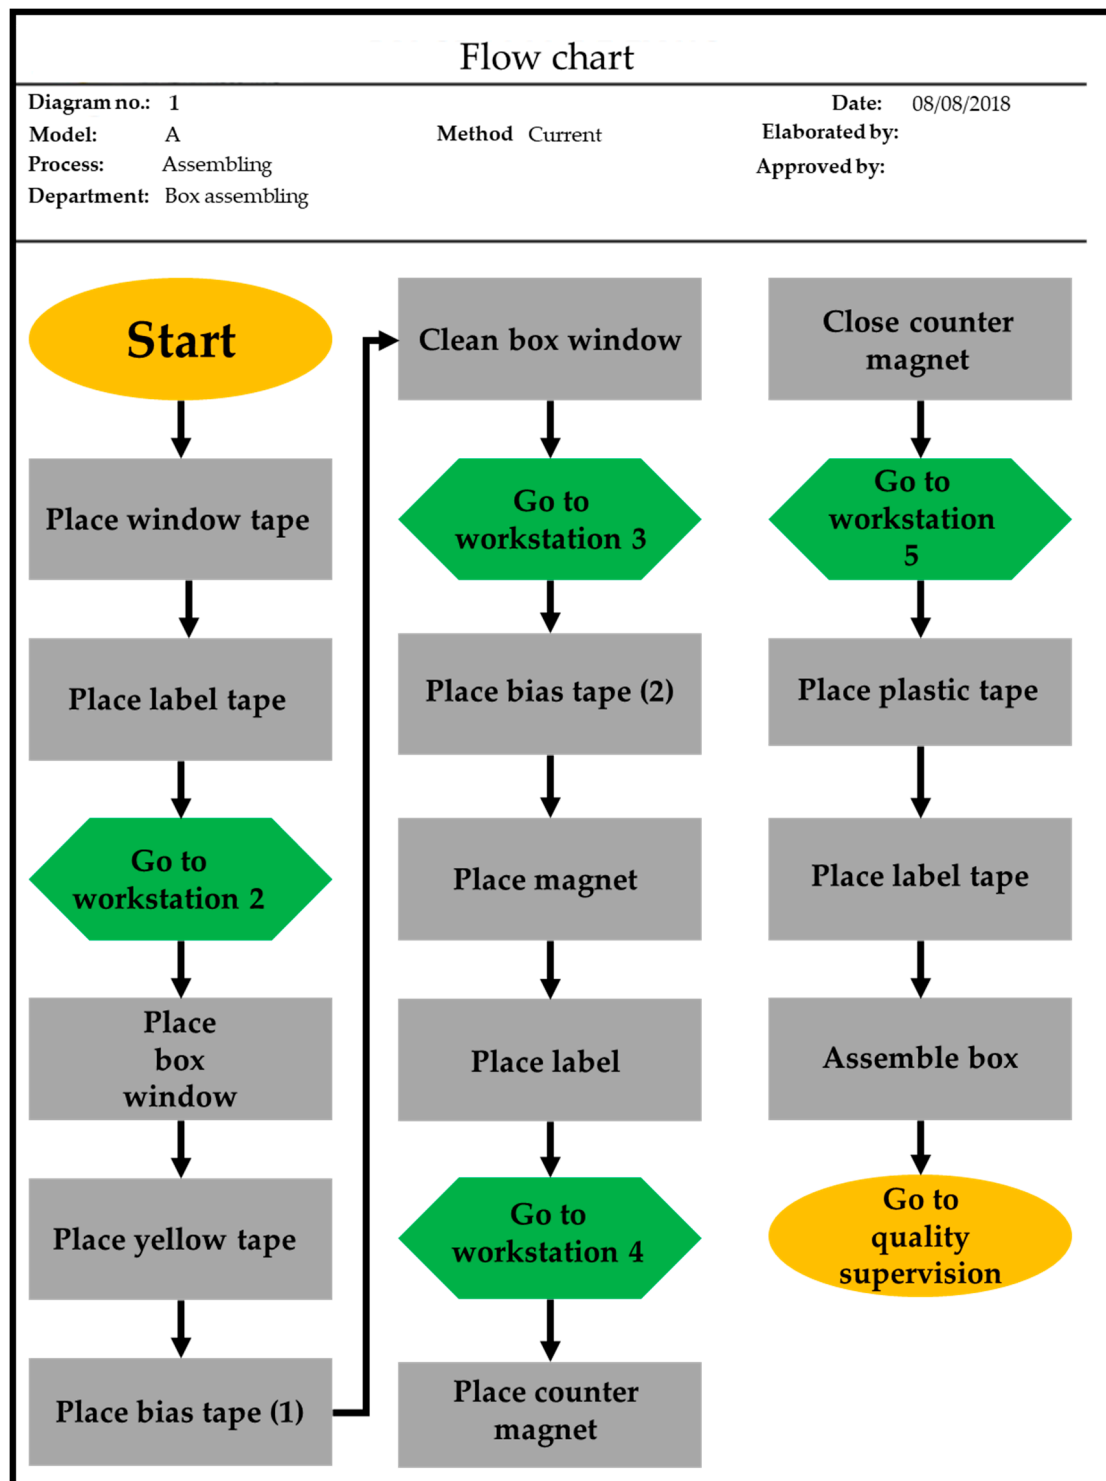 Flow chart
Diagram no.: 1
Date: 08/08/2018
Model: A
Method Current
Elaborated by:
Process: Assembling
Approved by:
Department: Box assembling
Start
Place window tape
Place label tape
Go to
workstation 2
Place
box
window
Place yellow tape
Place bias tape (1)
Clean box window
Go to
workstation 3
Place bias tape (2)
Place magnet
Place label
Go to
workstation 4
Place counter
magnet
Close counter
magnet
Go to
workstation
5
Place plastic tape
Place label tape
Assemble box
Go to
quality
supervision